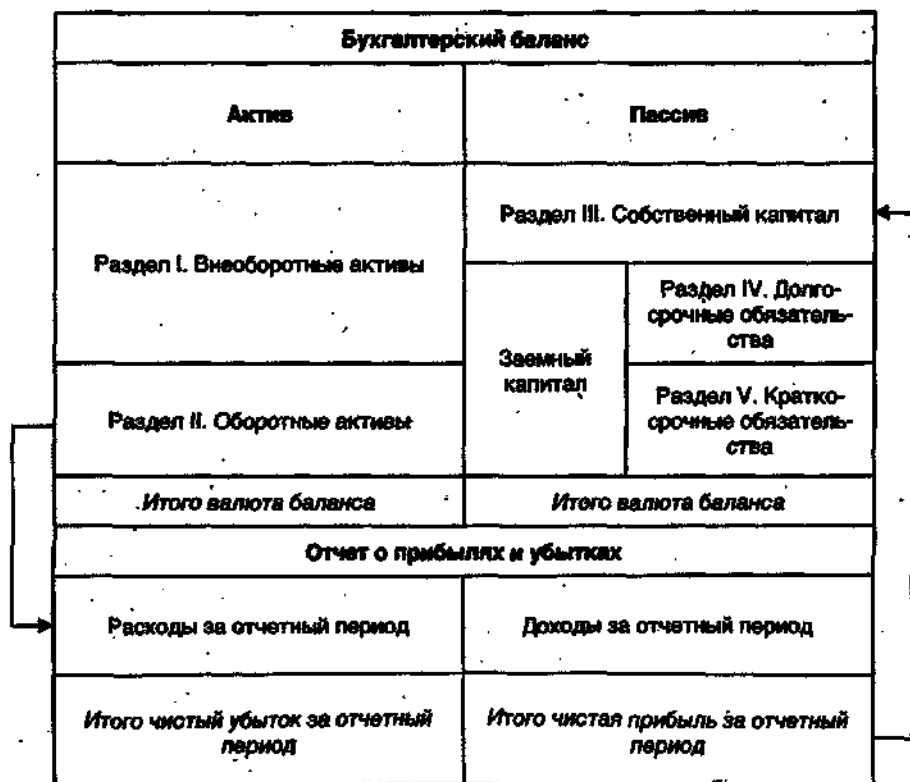 Бухгалтерский баланс
Актив
Пассив
Раздел I. Внеоборотные активы
Раздел III. Собственный капитал
Заемный
капитал
Раздел IV. Долго-
срочные обязатель-
ства
Раздел II. Оборотные активы
Раздел V. Кратко-
срочные обязатель-
ства
Итого валюта баланса
Итого валюта баланса
Отчет о прибылях и убытках
Расходы за отчетный период
Доходы за отчетный период
Итого чистый убыток за отчетный
период
Итого чистая прибыль за отчетный
период